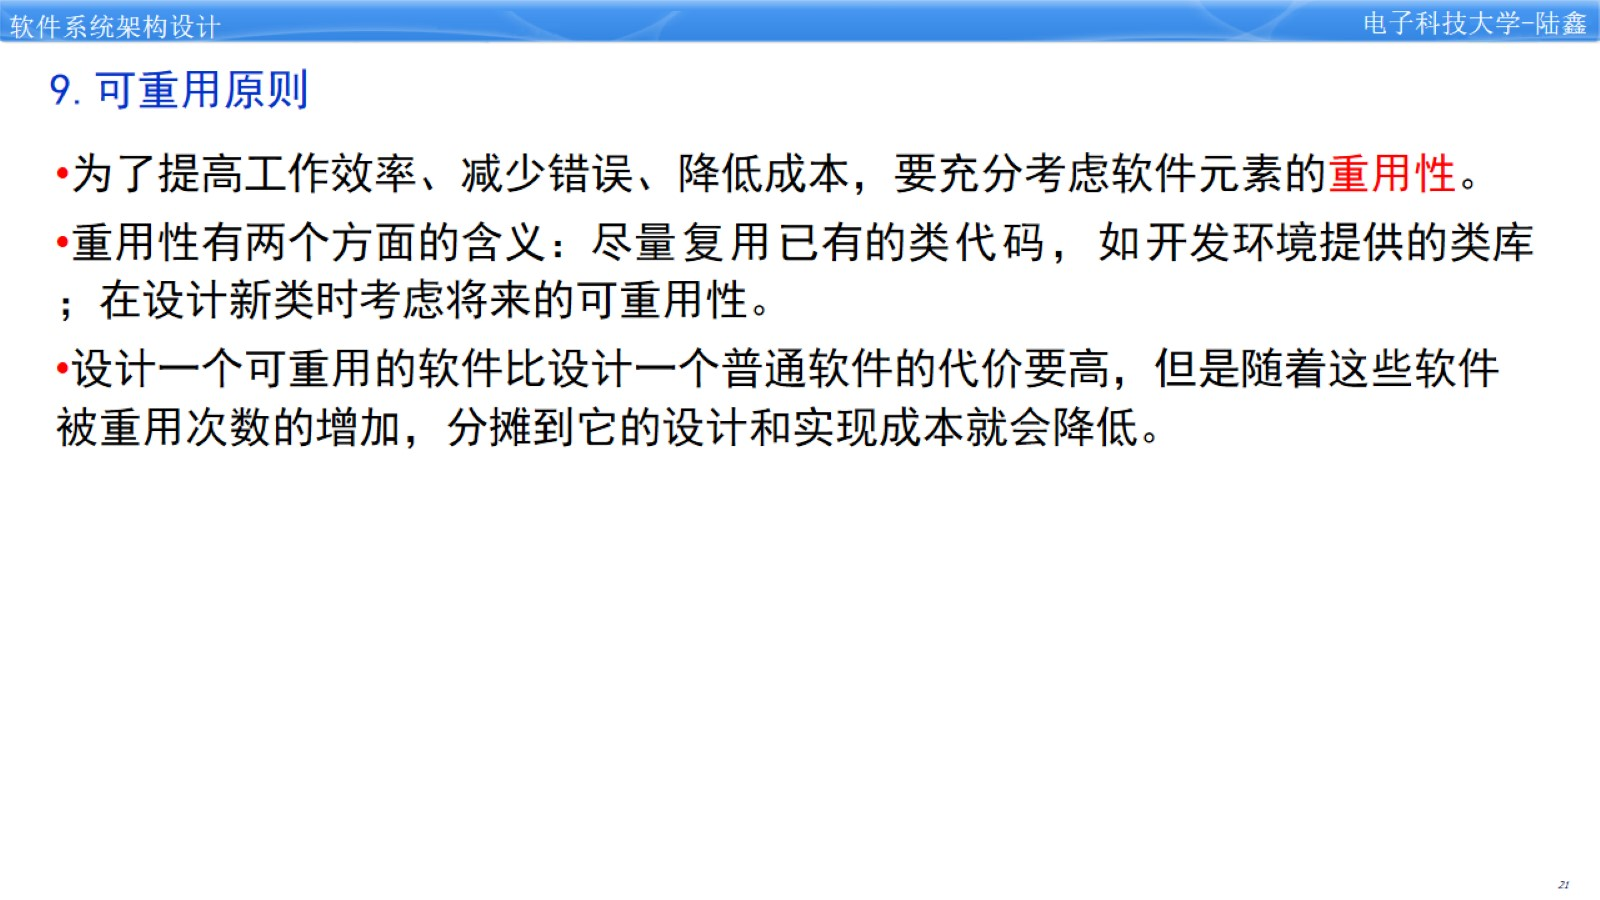 软件系统架构设计
电子科技大学-陆鑫
9.可重用原则
•为了提高工作效率、减少错误、降低成本，要充分考虑软件元素的重用性。
•重用性有两个方面的含义：尽量复用已有的类代码，如开发环境提供的类库
；在设计新类时考虑将来的可重用性。
•设计一个可重用的软件比设计一个普通软件的代价要高，但是随着这些软件
被重用次数的增加，分摊到它的设计和实现成本就会降低。
21